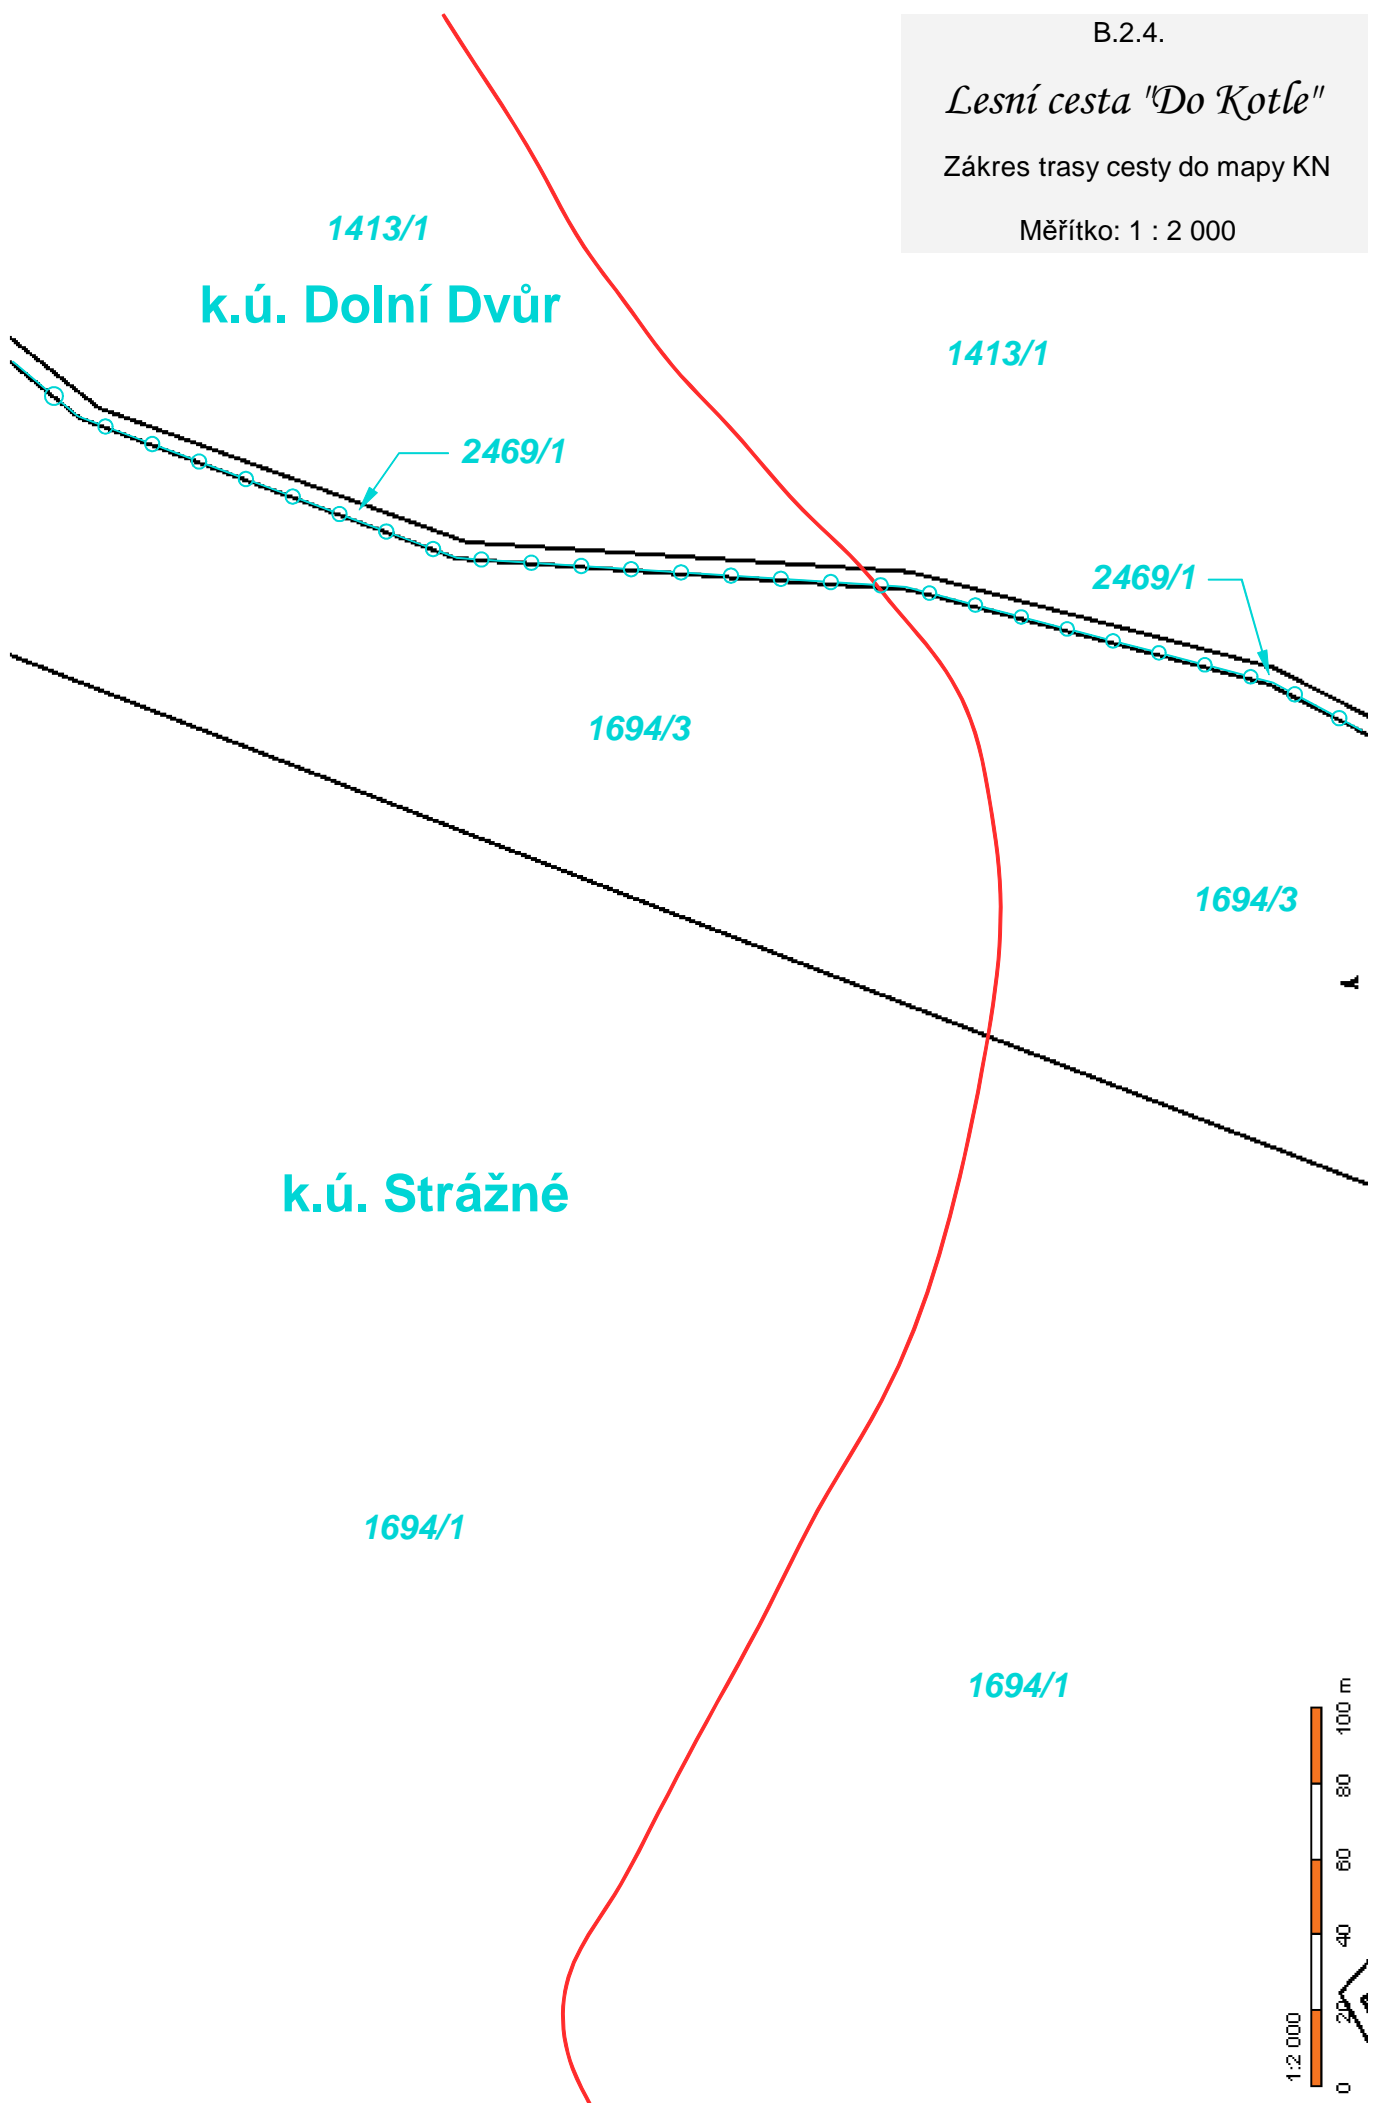 B.2.4.
Lesní cesta "Do Kotle"
Zákres trasy cesty do mapy KN
Měřítko: 1 : 2 000
1413/1
k.ú. Dolní Dvůr
1413/1
2469/1
2469/1
1694/3
1694/3
k.ú. Strážné
1694/1
1694/1
100 m
80
60
40
20
0
1:2 000